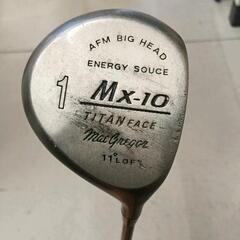 AFM BIG HEAD
ENERGY SOUCE
1 Mx-10
TITAN FACE
MacGregor
11° LOFT